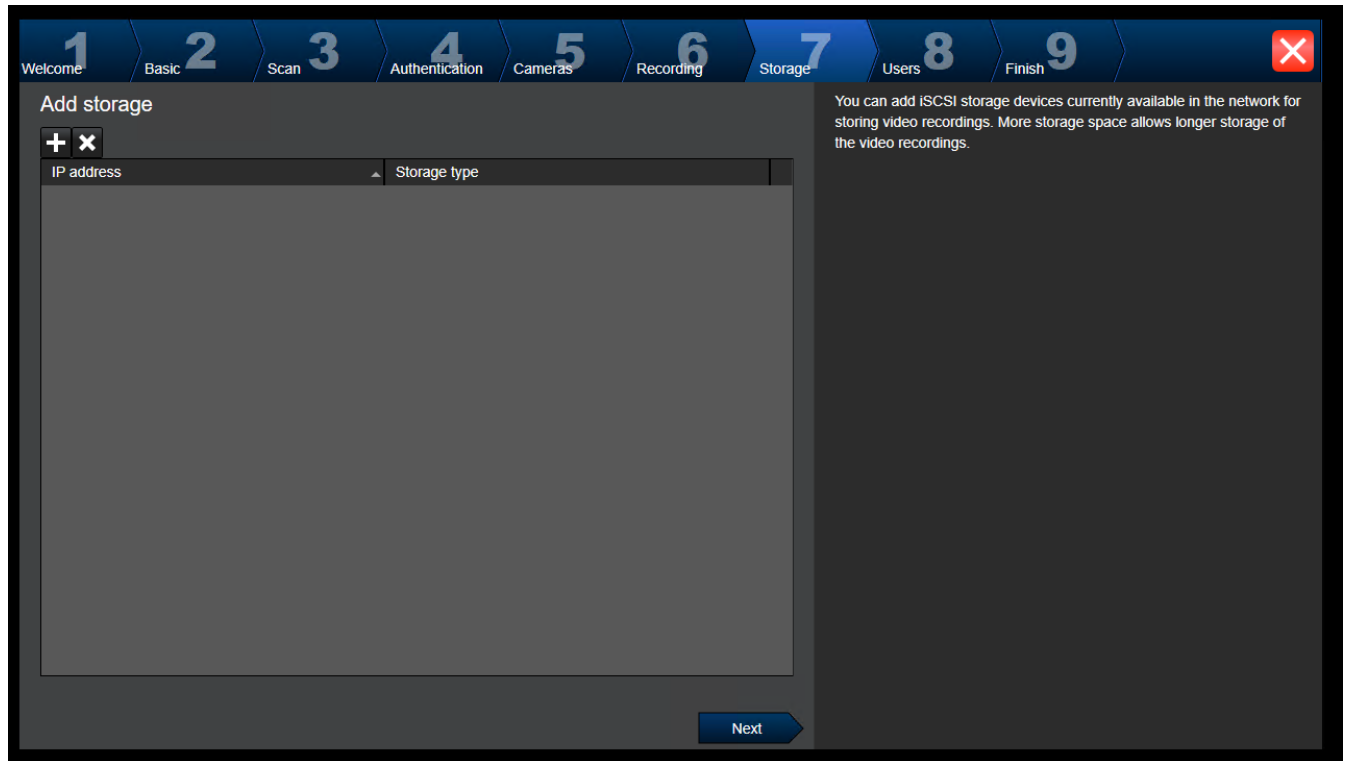 1 2 3 4 5 6 7 8 9
Welcome Basic Scan Authentication Cameras Recording Storage Users Finish
Add storage
IP address Storage type
Next
You can add iSCSI storage devices currently available in the network for
storing video recordings. More storage space allows longer storage of
the video recordings.